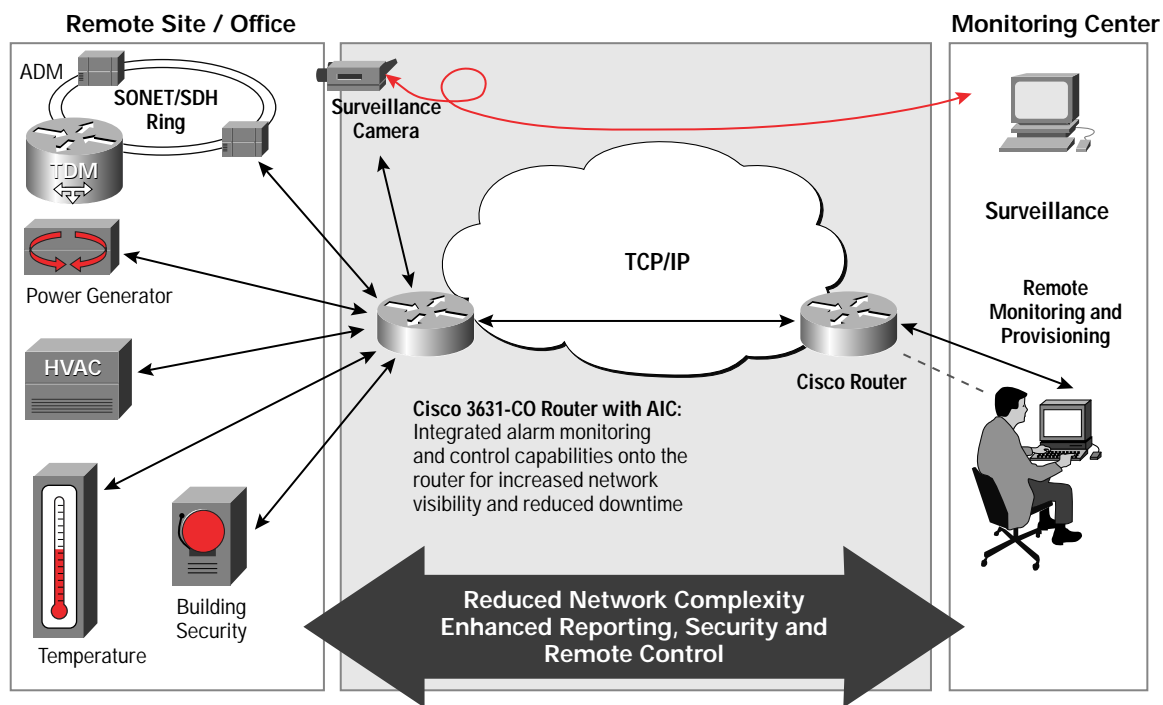 Remote Site / Office
Monitoring Center
ADM
SONET/SDH
Ring
TDM
Surveillance
Camera
Power Generator
HVAC
Temperature
Building
Security
TCP/IP
Cisco Router
Cisco 3631-CO Router with AIC:
Integrated alarm monitoring
and control capabilities onto the
router for increased network
visibility and reduced downtime
Surveillance
Remote
Monitoring and
Provisioning
Reduced Network Complexity
Enhanced Reporting, Security and
Remote Control